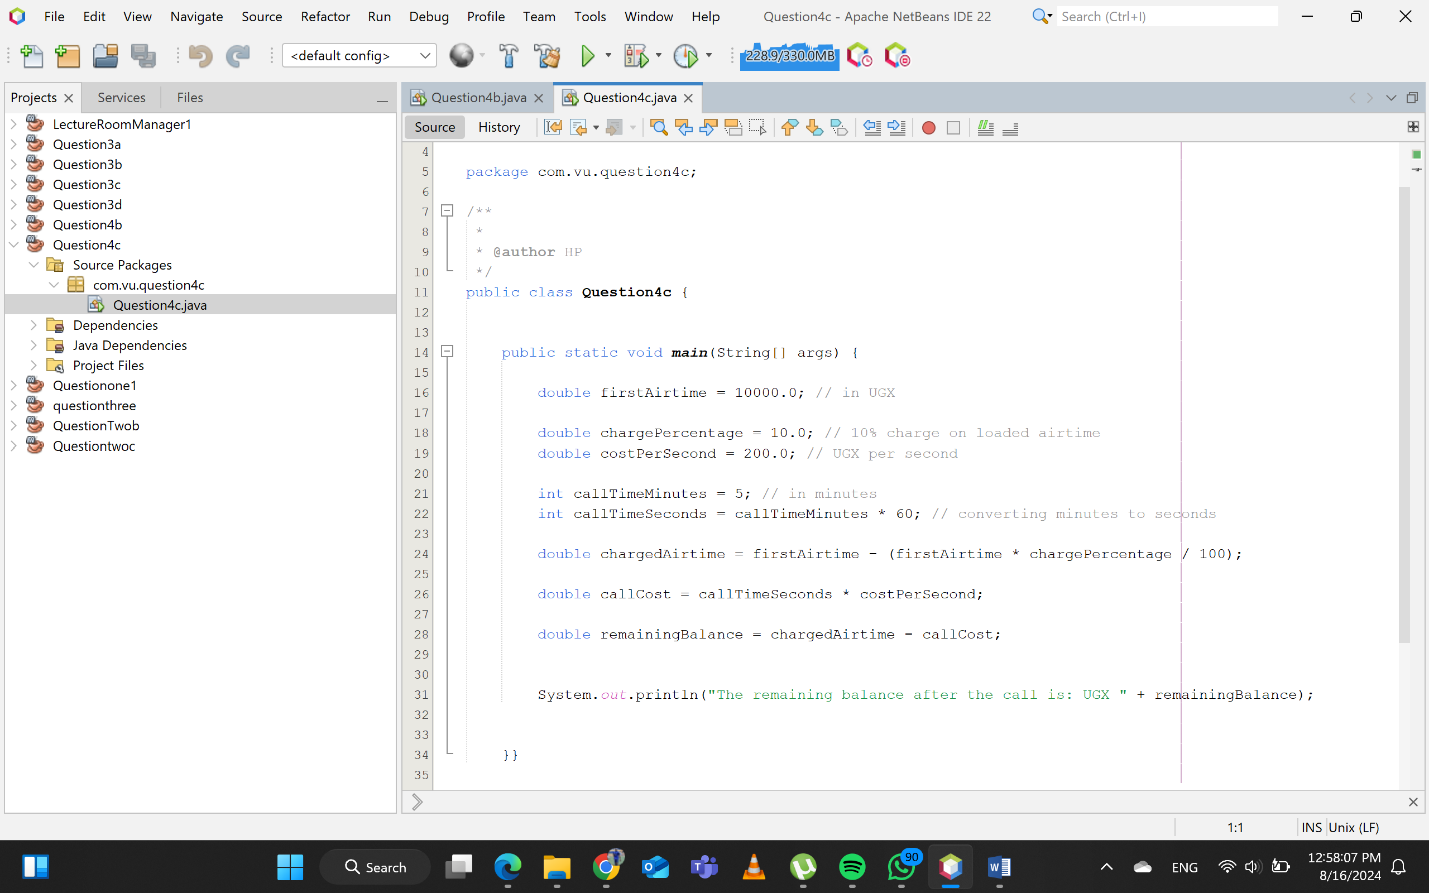 File Edit View Navigate Source Refactor Run Debug Profile Team Tools Window Help Question4c - Apache NetBeans IDE 22 Search (Ctrl+I)
<default config> 228.9/330.0MB
Projects Services Files Question4b.java Question4c.java
Source History
LectureRoomManager1
Question3a
Question3b
Question3c
Question3d
Question4b
Question4c
Source Packages
com.vu.question4c
Question4c.java
Dependencies
Java Dependencies
Project Files
Questionone1
questionthree
QuestionTwob
Questiontwoc
4
5 package com.vu.question4c;
6
7 /**
8 *
9 * @author HP
10 */
11 public class Question4c {
12
13
14 public static void main(String[] args) {
15
16 double firstAirtime = 10000.0; // in UGX
17
18 double chargePercentage = 10.0; // 10% charge on loaded airtime
19 double costPerSecond = 200.0; // UGX per second
20
21 int callTimeMinutes = 5; // in minutes
22 int callTimeSeconds = callTimeMinutes * 60; // converting minutes to seconds
23
24 double chargedAirtime = firstAirtime - (firstAirtime * chargePercentage / 100);
25
26 double callCost = callTimeSeconds * costPerSecond;
27
28 double remainingBalance = chargedAirtime - callCost;
29
30
31 System.out.println("The remaining balance after the call is: UGX " + remainingBalance);
32
33
34 }}
35
1:1 INS Unix (LF)
Search 90 ENG 12:58:07 PM
8/16/2024